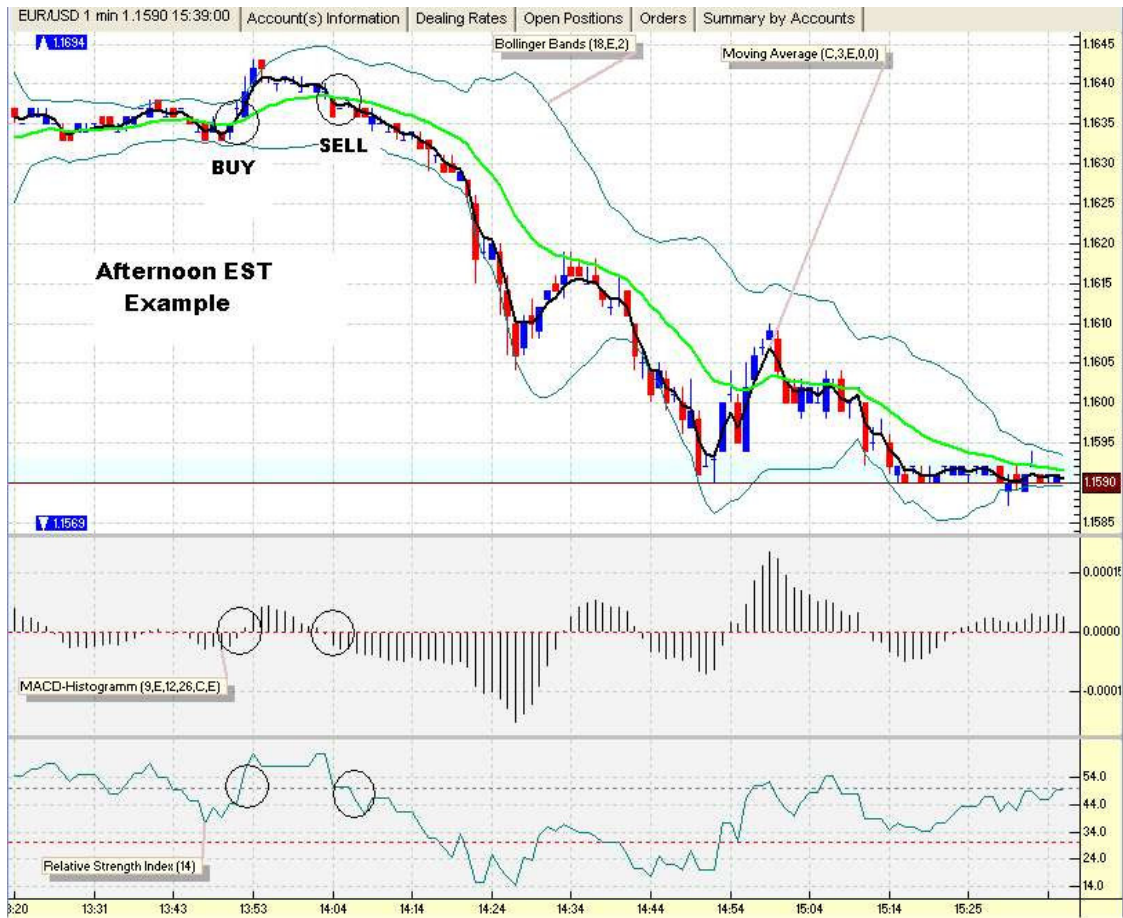 EUR/USD 1 min 1.1590 15:39:00 Account(s) Information Dealing Rates Open Positions Orders Summary by Accounts
1.1694
Bollinger Bands (18,E,2)
Moving Average (C,3,E,0,0)
1.1645
1.1640
1.1635
1.1630
1.1625
1.1620
1.1615
1.1610
1.1605
1.1600
1.1595
1.1590
1.1585
BUY
SELL
Afternoon EST
Example
1.1569
0.00015
0.0000
-0.0001
MACD-Histogramm (9,E,12,26,C,E)
54.0
44.0
34.0
24.0
14.0
Relative Strength Index (14)
3:20 13:31 13:43 13:53 14:04 14:14 14:24 14:34 14:44 14:54 15:04 15:14 15:25